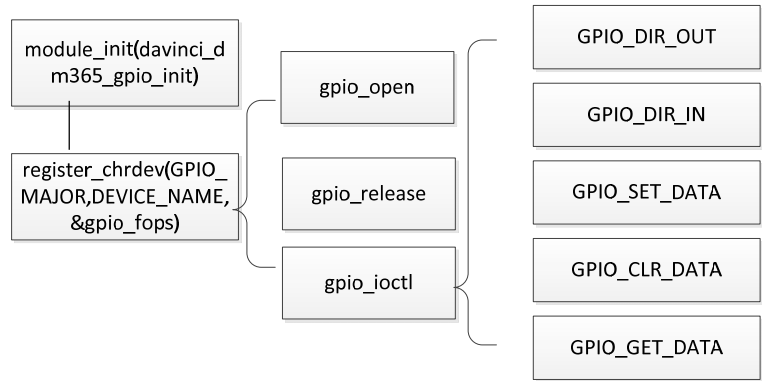 module_init(davinci_d
m365_gpio_init)
register_chrdev(GPIO_
MAJOR,DEVICE_NAME,
&gpio_fops)
gpio_open
gpio_release
gpio_ioctl
GPIO_DIR_OUT
GPIO_DIR_IN
GPIO_SET_DATA
GPIO_CLR_DATA
GPIO_GET_DATA